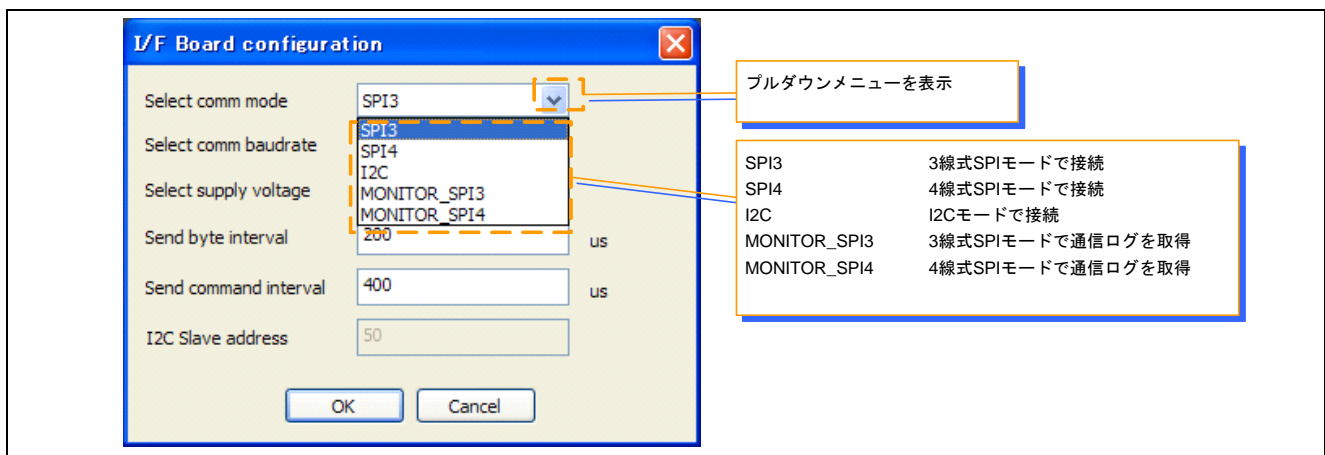 I/F Board configuration
Select comm mode SPI3
SPI3
Select comm baudrate
SPI4
I2C
Select supply voltage
MONITOR_SPI3
MONITOR_SPI4
Send byte interval 200 us
Send command interval 400 us
I2C Slave address 50
OK Cancel
プルダウンメニューを表示
SPI3 3線式SPIモードで接続
SPI4 4線式SPIモードで接続
I2C I2Cモードで接続
MONITOR_SPI3 3線式SPIモードで通信ログを取得
MONITOR_SPI4 4線式SPIモードで通信ログを取得